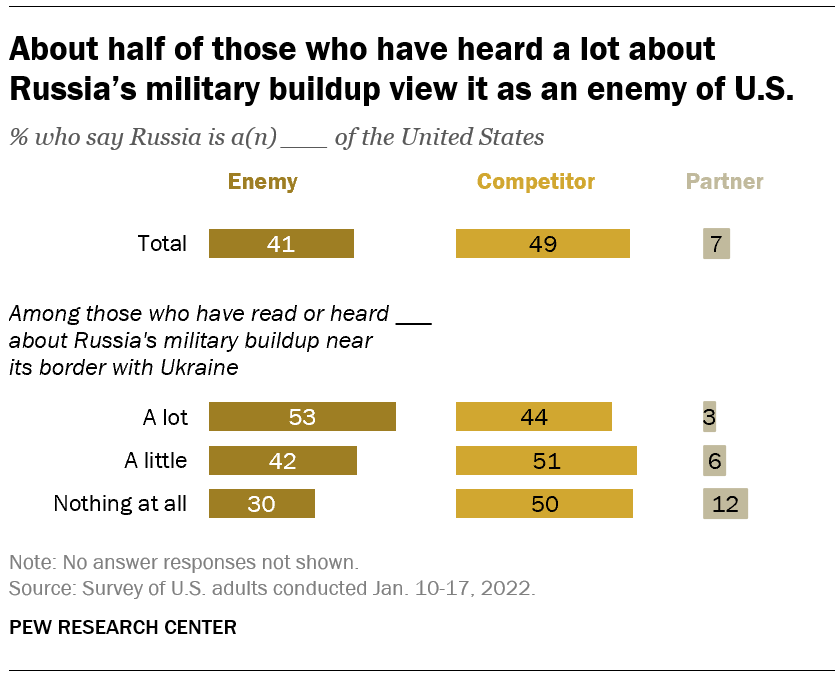 About half of those who have heard a lot about
Russia’s military buildup view it as an enemy of U.S.
% who say Russia is a(n) ____ of the United States
Enemy Competitor Partner
Total 41 49 7
Among those who have read or heard ___
about Russia's military buildup near
its border with Ukraine
A lot 53 44 3
A little 42 51 6
Nothing at all 30 50 12
Note: No answer responses not shown.
Source: Survey of U.S. adults conducted Jan. 10-17, 2022.
PEW RESEARCH CENTER